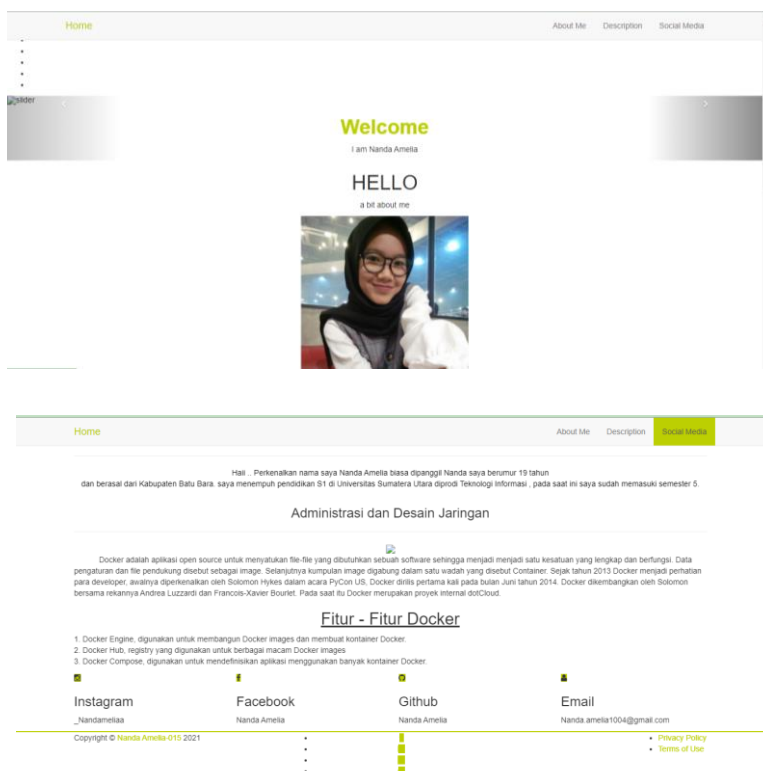 Home About Me Description Social Media
slider
Welcome
I am Nanda Amelia
HELLO
a bit about me
Home About Me Description Social Media
Haii .. Perkenalkan nama saya Nanda Amelia biasa dipanggil Nanda saya berumur 19 tahun
dan berasal dari Kabupaten Batu Bara. saya menempuh pendidikan S1 di Universitas Sumatera Utara diprodi Teknologi Informasi , pada saat ini saya sudah memasuki semester 5.
Administrasi dan Desain Jaringan
Docker adalah aplikasi open source untuk menyatukan file-file yang dibutuhkan sebuah software sehingga menjadi menjadi satu kesatuan yang lengkap dan berfungsi. Data
pengaturan dan file pendukung disebut sebagai image. Selanjutnya kumpulan image digabung dalam satu wadah yang disebut Container. Sejak tahun 2013 Docker menjadi perhatian
para developer, awalnya diperkenalkan oleh Solomon Hykes dalam acara PyCon US, Docker dirilis pertama kali pada bulan Juni tahun 2014. Docker dikembangkan oleh Solomon
bersama rekannya Andrea Luzzardi dan Francois-Xavier Bourlet. Pada saat itu Docker merupakan proyek internal dotCloud.
Fitur - Fitur Docker
1. Docker Engine, digunakan untuk membangun Docker images dan membuat kontainer Docker.
2. Docker Hub, registry yang digunakan untuk berbagai macam Docker images
3. Docker Compose, digunakan untuk mendefinisikan aplikasi menggunakan banyak kontainer Docker.
Instagram Facebook Github Email
_Nandameliaa Nanda Amelia Nanda Amelia Nanda.amelia1004@gmail.com
Copyright © Nanda Amelia-015 2021 Privacy Policy
Terms of Use